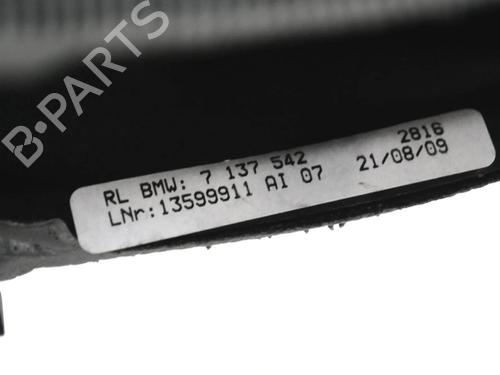 B-PARTS
RL BMW: 7 137 542 2816
LNr:13599911 AI 07 21/08/09